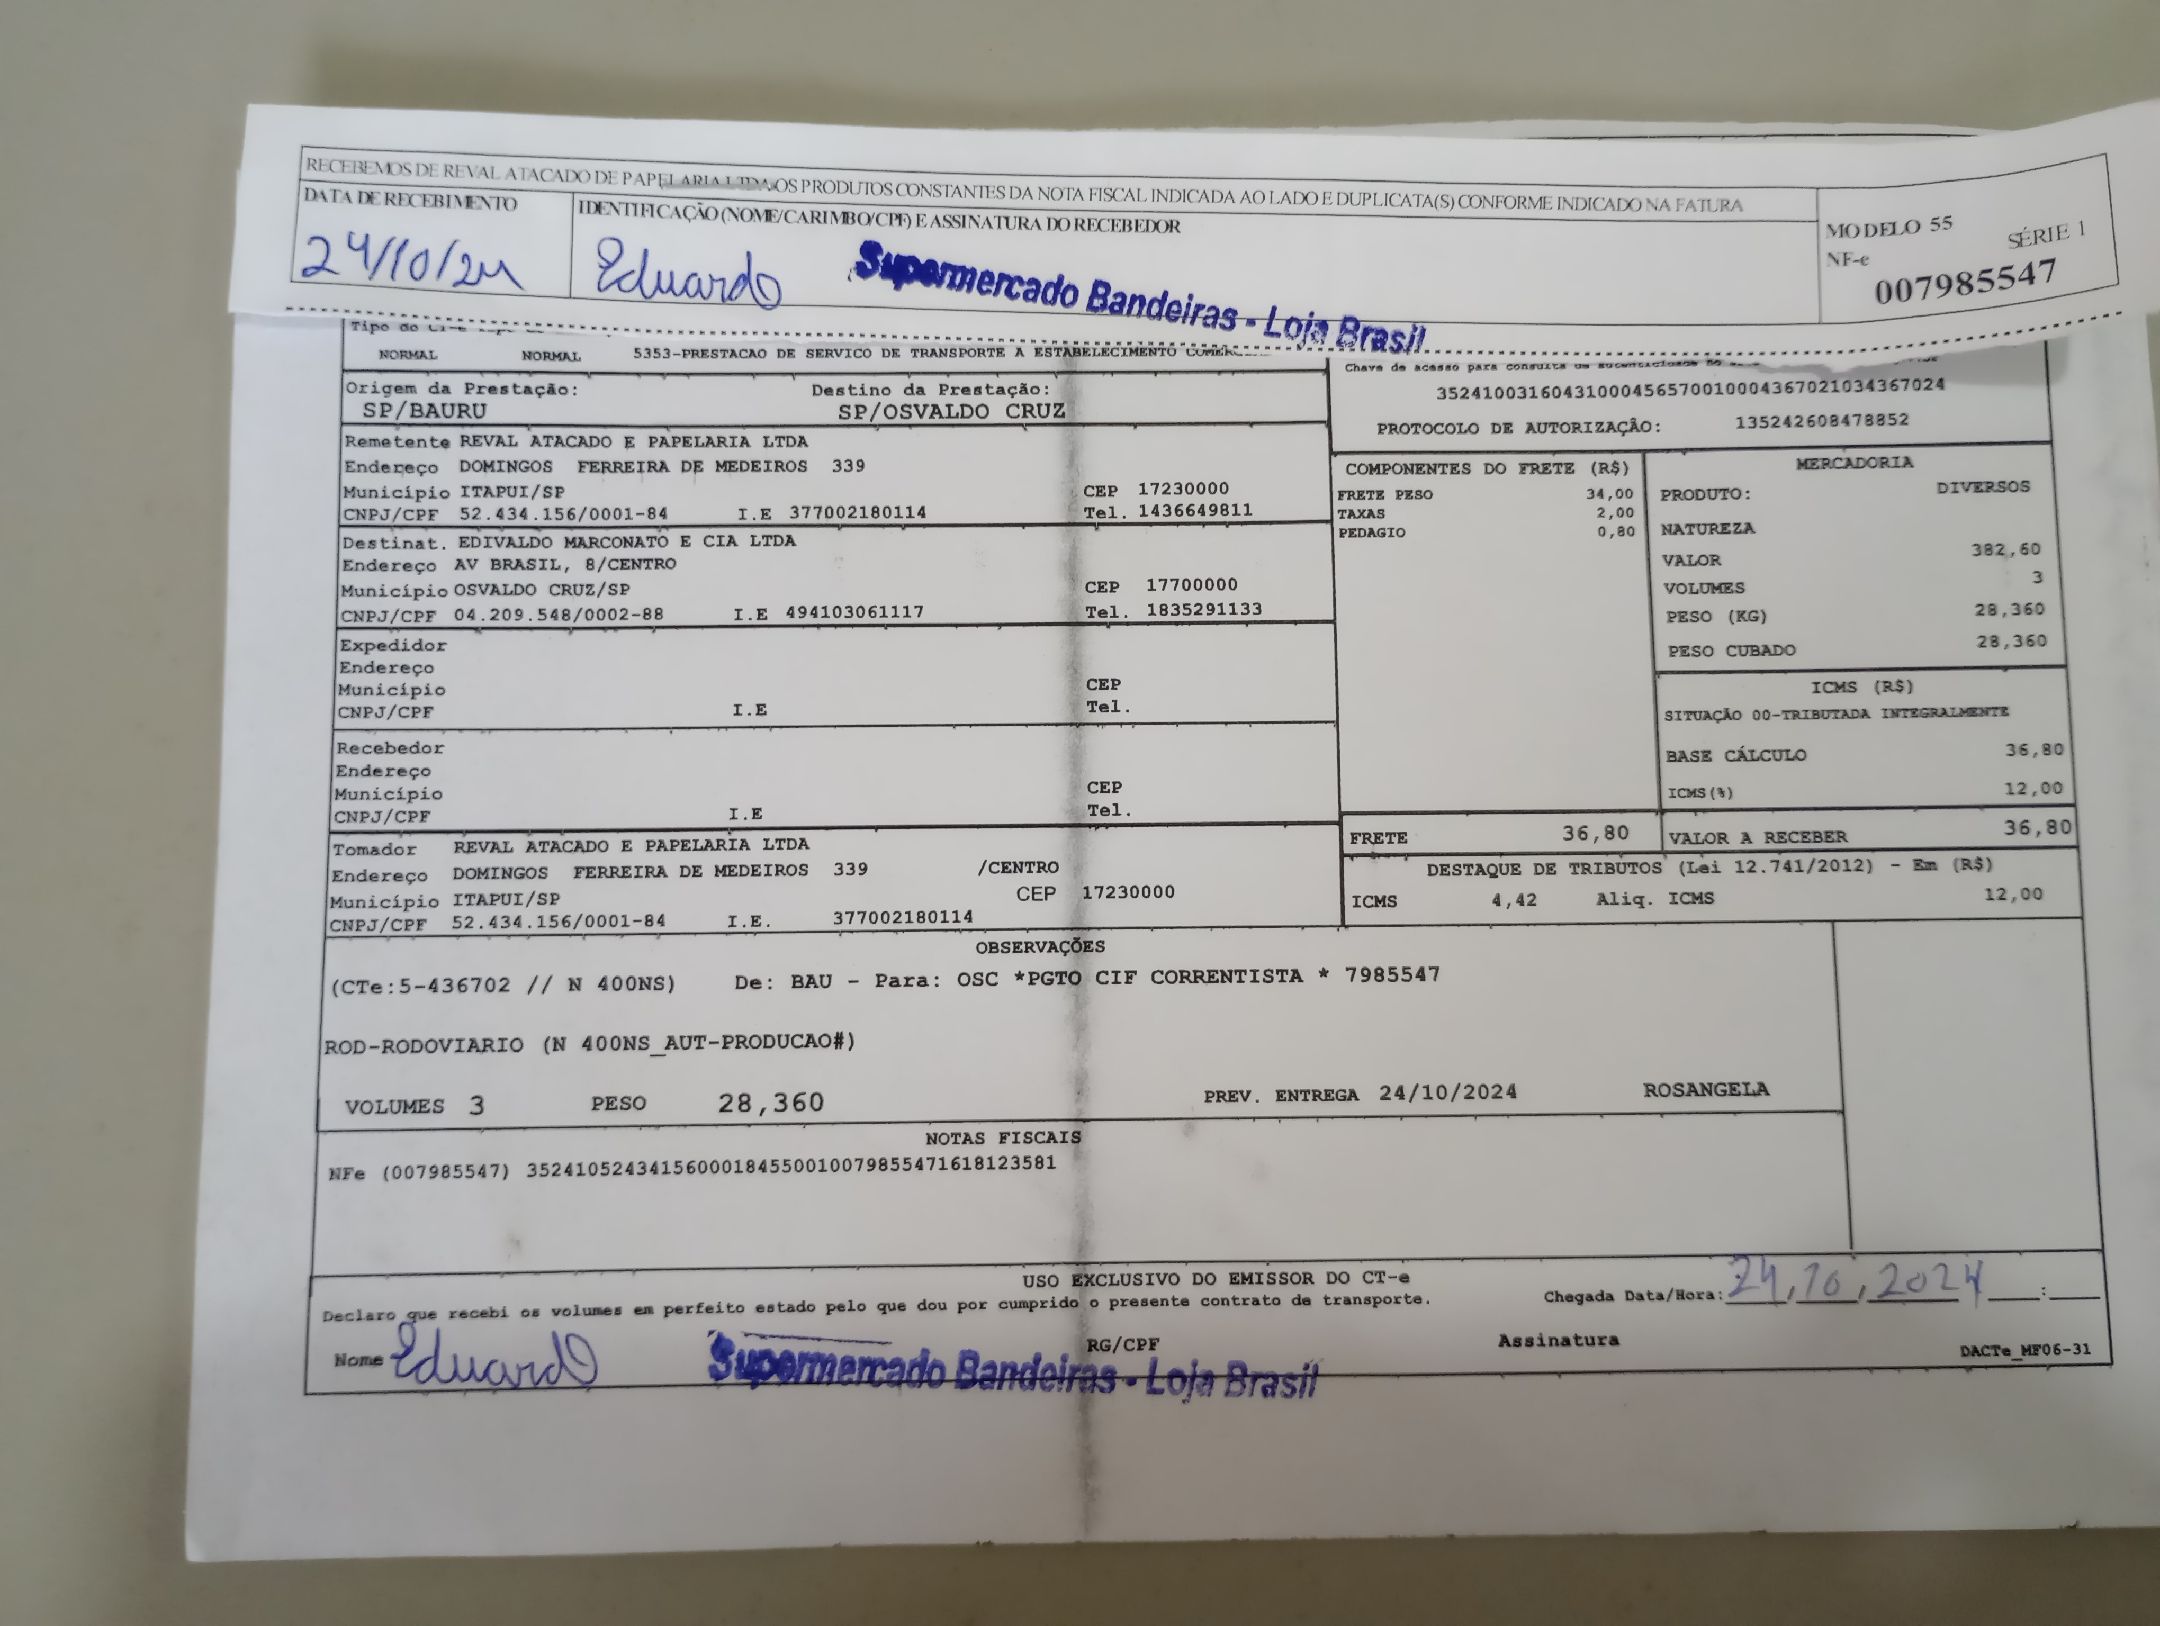 RECEBEMOS DE REVAL ATACADO DE PAPELARIA LTDA OS PRODUTOS CONSTANTES DA NOTA FISCAL INDICADA AO LADO E DUPLICATA(S) CONFORME INDICADO NA FATURA
DATA DE RECEBIMENTO
24/10/24
IDENTIFICAÇÃO (NOME/CARIMBO/CPF) E ASSINATURA DO RECEBEDOR
Eduardo
Supermercado Bandeiras - Loja Brasil
MODELO 55 SÉRIE 1
NF-e
007985547
Tipo do CT-e
NORMAL NORMAL 5353-PRESTACAO DE SERVICO DE TRANSPORTE A ESTABELECIMENTO
Origem da Prestação: Destino da Prestação:
SP/BAURU SP/OSVALDO CRUZ
Chave de acesso para consulta de
35241003160431000456570010004367021034367024
PROTOCOLO DE AUTORIZAÇÃO: 135242608478852
Remetente REVAL ATACADO E PAPELARIA LTDA
Endereço DOMINGOS FERREIRA DE MEDEIROS 339
Município ITAPUI/SP CEP 17230000
CNPJ/CPF 52.434.156/0001-84 I.E 377002180114 Tel. 1436649811
Destinat. EDIVALDO MARCONATO E CIA LTDA
Endereço AV BRASIL, 8/CENTRO
Município OSVALDO CRUZ/SP CEP 17700000
CNPJ/CPF 04.209.548/0002-88 I.E 494103061117 Tel. 1835291133
Expedidor
Endereço
Município CEP
CNPJ/CPF I.E Tel.
Recebedor
Endereço
Município CEP
CNPJ/CPF I.E Tel.
Tomador REVAL ATACADO E PAPELARIA LTDA
Endereço DOMINGOS FERREIRA DE MEDEIROS 339 /CENTRO
Município ITAPUI/SP CEP 17230000
CNPJ/CPF 52.434.156/0001-84 I.E. 377002180114
COMPONENTES DO FRETE (R$)
FRETE PESO 34,00
TAXAS 2,00
PEDAGIO 0,80
MERCADORIA
PRODUTO: DIVERSOS
NATUREZA
VALOR 382,60
VOLUMES 3
PESO (KG) 28,360
PESO CUBADO 28,360
ICMS (R$)
SITUAÇÃO 00-TRIBUTADA INTEGRALMENTE
BASE CÁLCULO 36,80
ICMS(%) 12,00
FRETE 36,80 VALOR A RECEBER 36,80
DESTAQUE DE TRIBUTOS (Lei 12.741/2012) - Em (R$)
ICMS 4,42 Aliq. ICMS 12,00
OBSERVAÇÕES
(CTe:5-436702 // N 400NS) De: BAU - Para: OSC *PGTO CIF CORRENTISTA * 7985547
ROD-RODOVIARIO (N 400NS_AUT-PRODUCAO#)
VOLUMES 3 PESO 28,360 PREV. ENTREGA 24/10/2024 ROSANGELA
NOTAS FISCAIS
NFe (007985547) 35241052434156000184550010079855471618123581
USO EXCLUSIVO DO EMISSOR DO CT-e
Declaro que recebi os volumes em perfeito estado pelo que dou por cumprido o presente contrato de transporte. Chegada Data/Hora: 24,10,2024 :
Nome Eduardo RG/CPF Assinatura DACTe_MF06-31
Supermercado Bandeiras - Loja Brasil